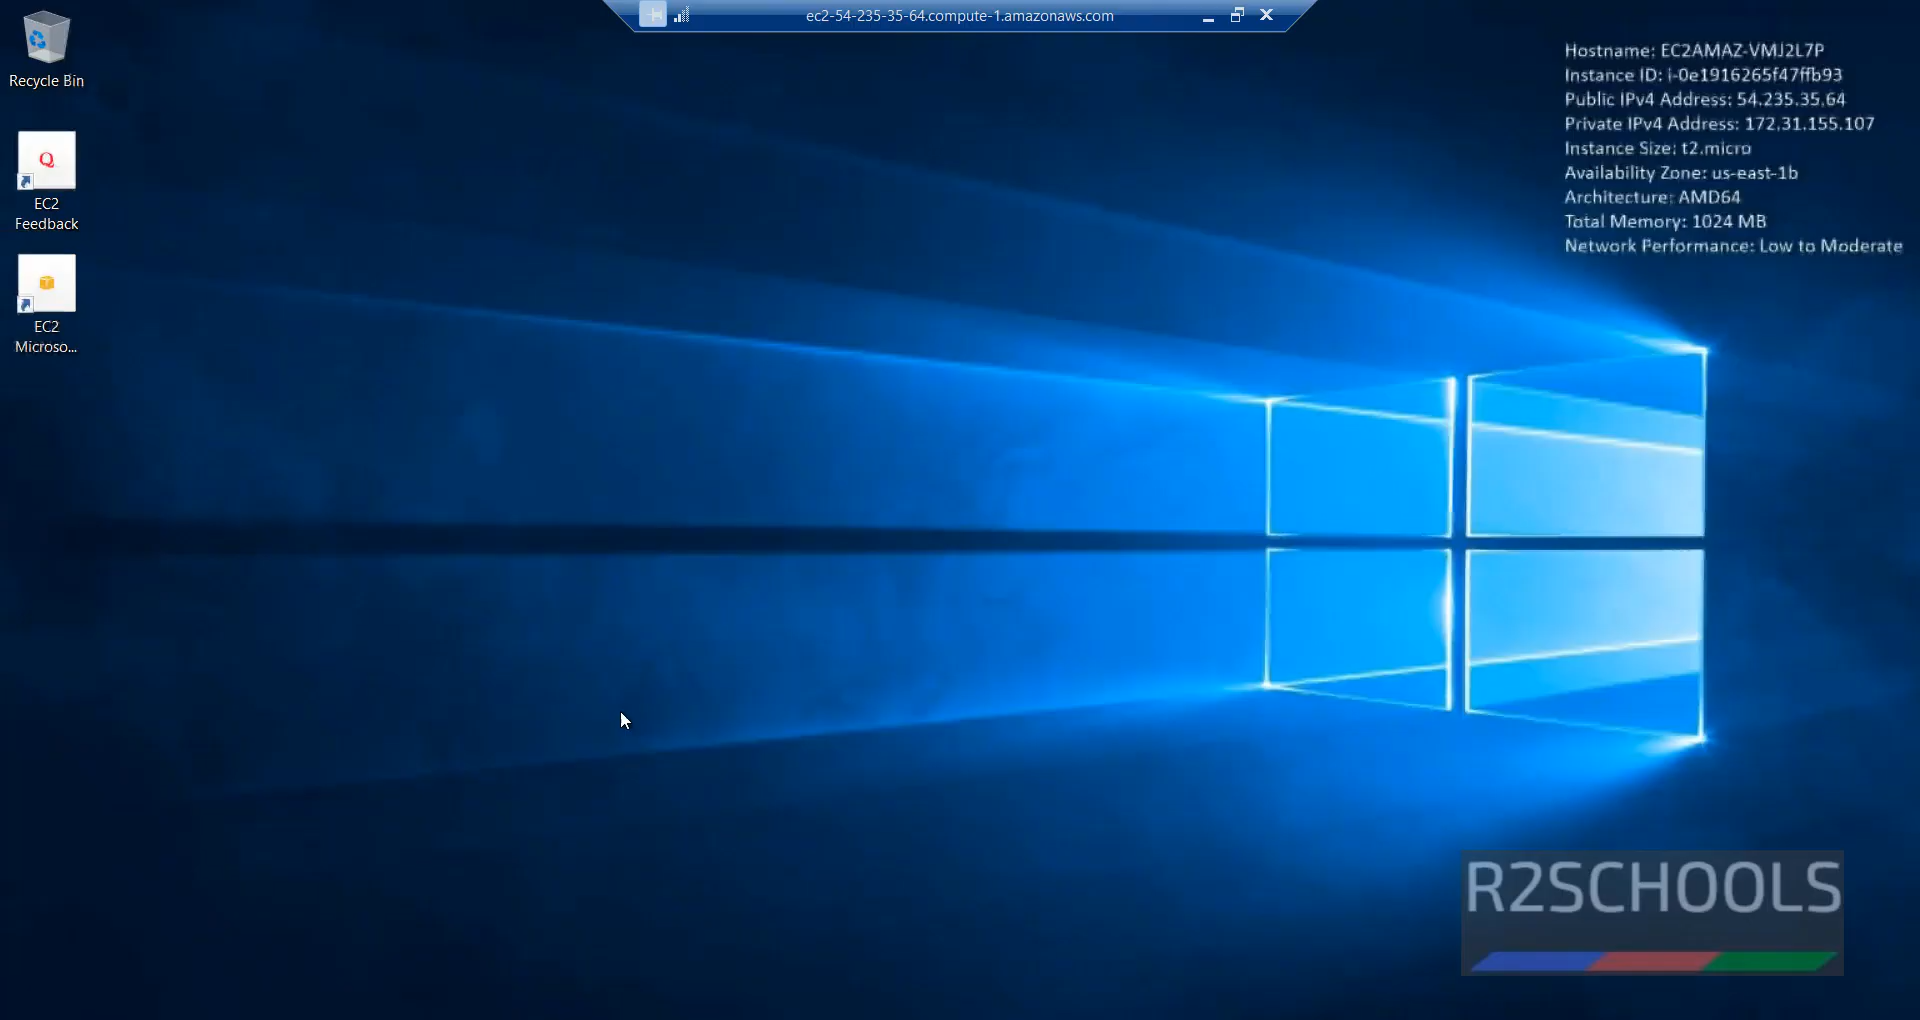 ec2-54-235-35-64.compute-1.amazonaws.com
Recycle Bin
EC2
Feedback
EC2
Microso...
Hostname: EC2AMAZ-VMJ2L7P
Instance ID: i-0e1916265f47ffb93
Public IPv4 Address: 54.235.35.64
Private IPv4 Address: 172.31.155.107
Instance Size: t2.micro
Availability Zone: us-east-1b
Architecture: AMD64
Total Memory: 1024 MB
Network Performance: Low to Moderate
R2SCHOOLS